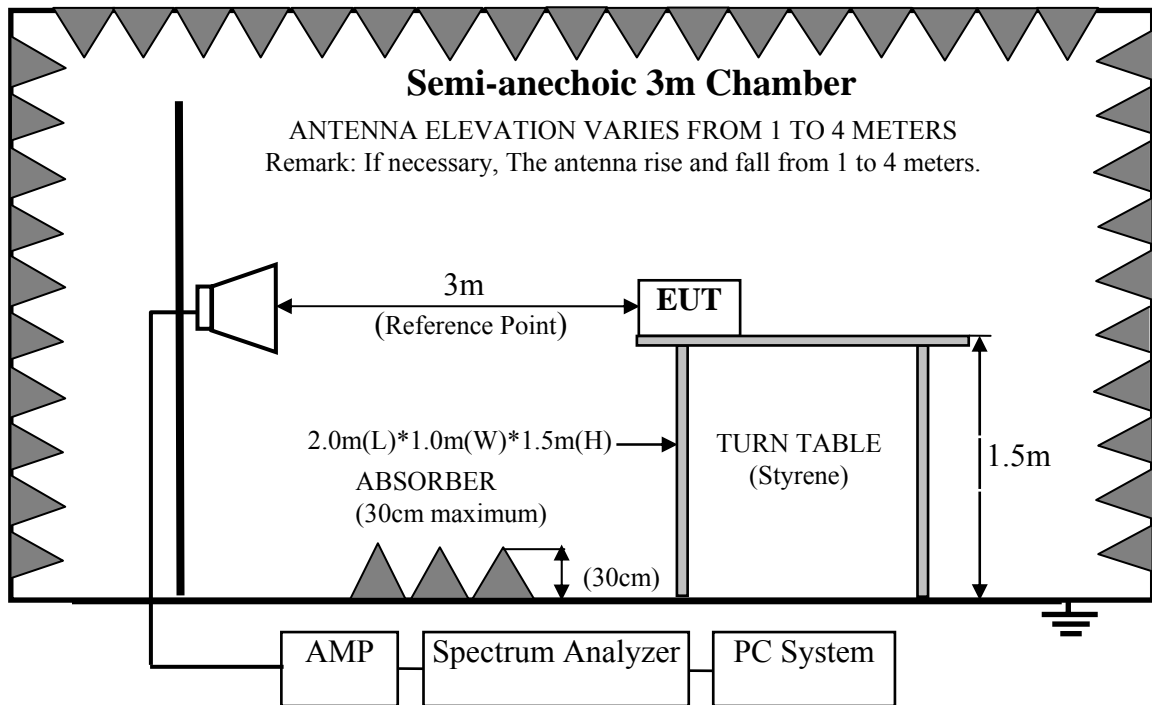 Semi-anechoic 3m Chamber
ANTENNA ELEVATION VARIES FROM 1 TO 4 METERS
Remark: If necessary, The antenna rise and fall from 1 to 4 meters.
3m
(Reference Point)
EUT
2.0m(L)*1.0m(W)*1.5m(H)
TURN TABLE
(Styrene)
1.5m
ABSORBER
(30cm maximum)
(30cm)
AMP
Spectrum Analyzer
PC System